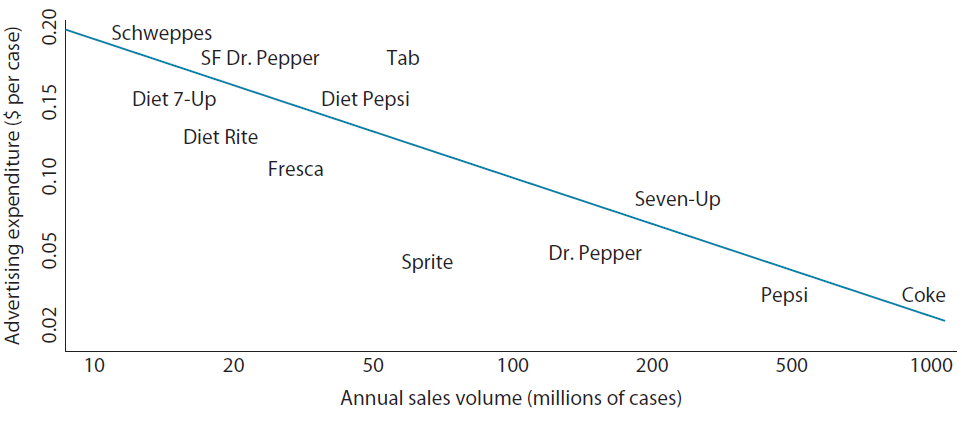 Advertising expenditure ($ per case)
0.20
0.15
0.10
0.05
0.02
Schweppes
SF Dr. Pepper
Tab
Diet 7-Up
Diet Pepsi
Diet Rite
Fresca
Seven-Up
Dr. Pepper
Sprite
Pepsi
Coke
10 20 50 100 200 500 1000
Annual sales volume (millions of cases)